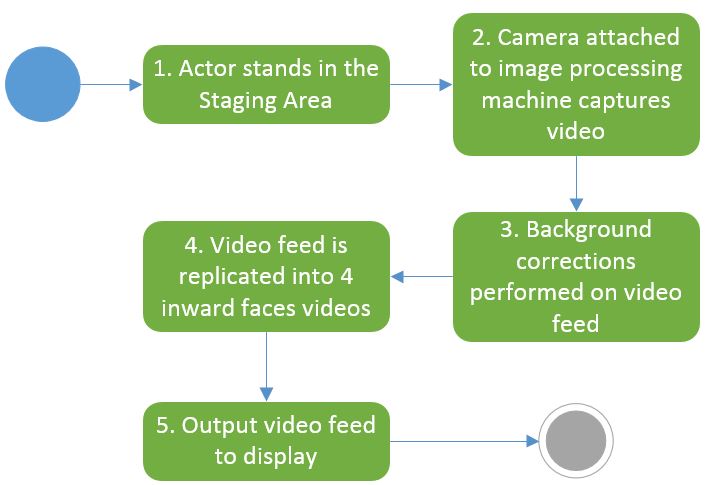 1. Actor stands in the
Staging Area
2. Camera attached
to image processing
machine captures
video
3. Background
corrections
performed on video
feed
4. Video feed is
replicated into 4
inward faces videos
5. Output video feed
to display